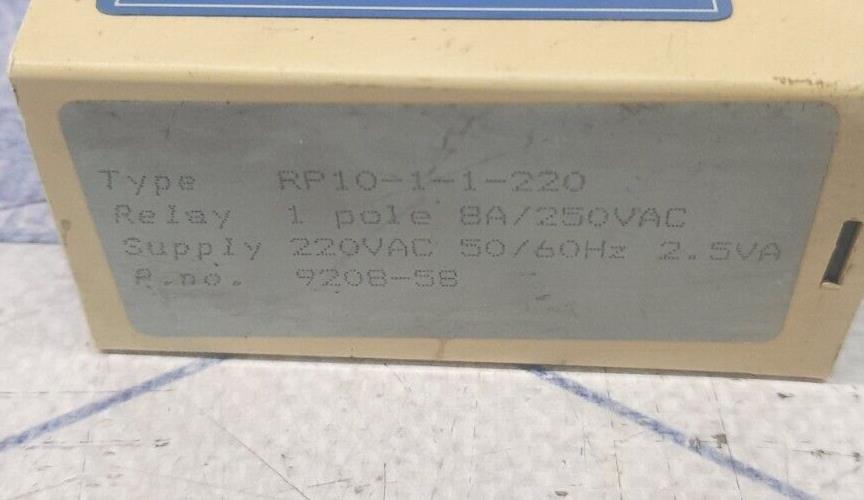 Type RP10-1-1-220
Relay 1 pole 8A/250VAC
Supply 220VAC 50/60Hz 2.5VA
P.no. 9208-58